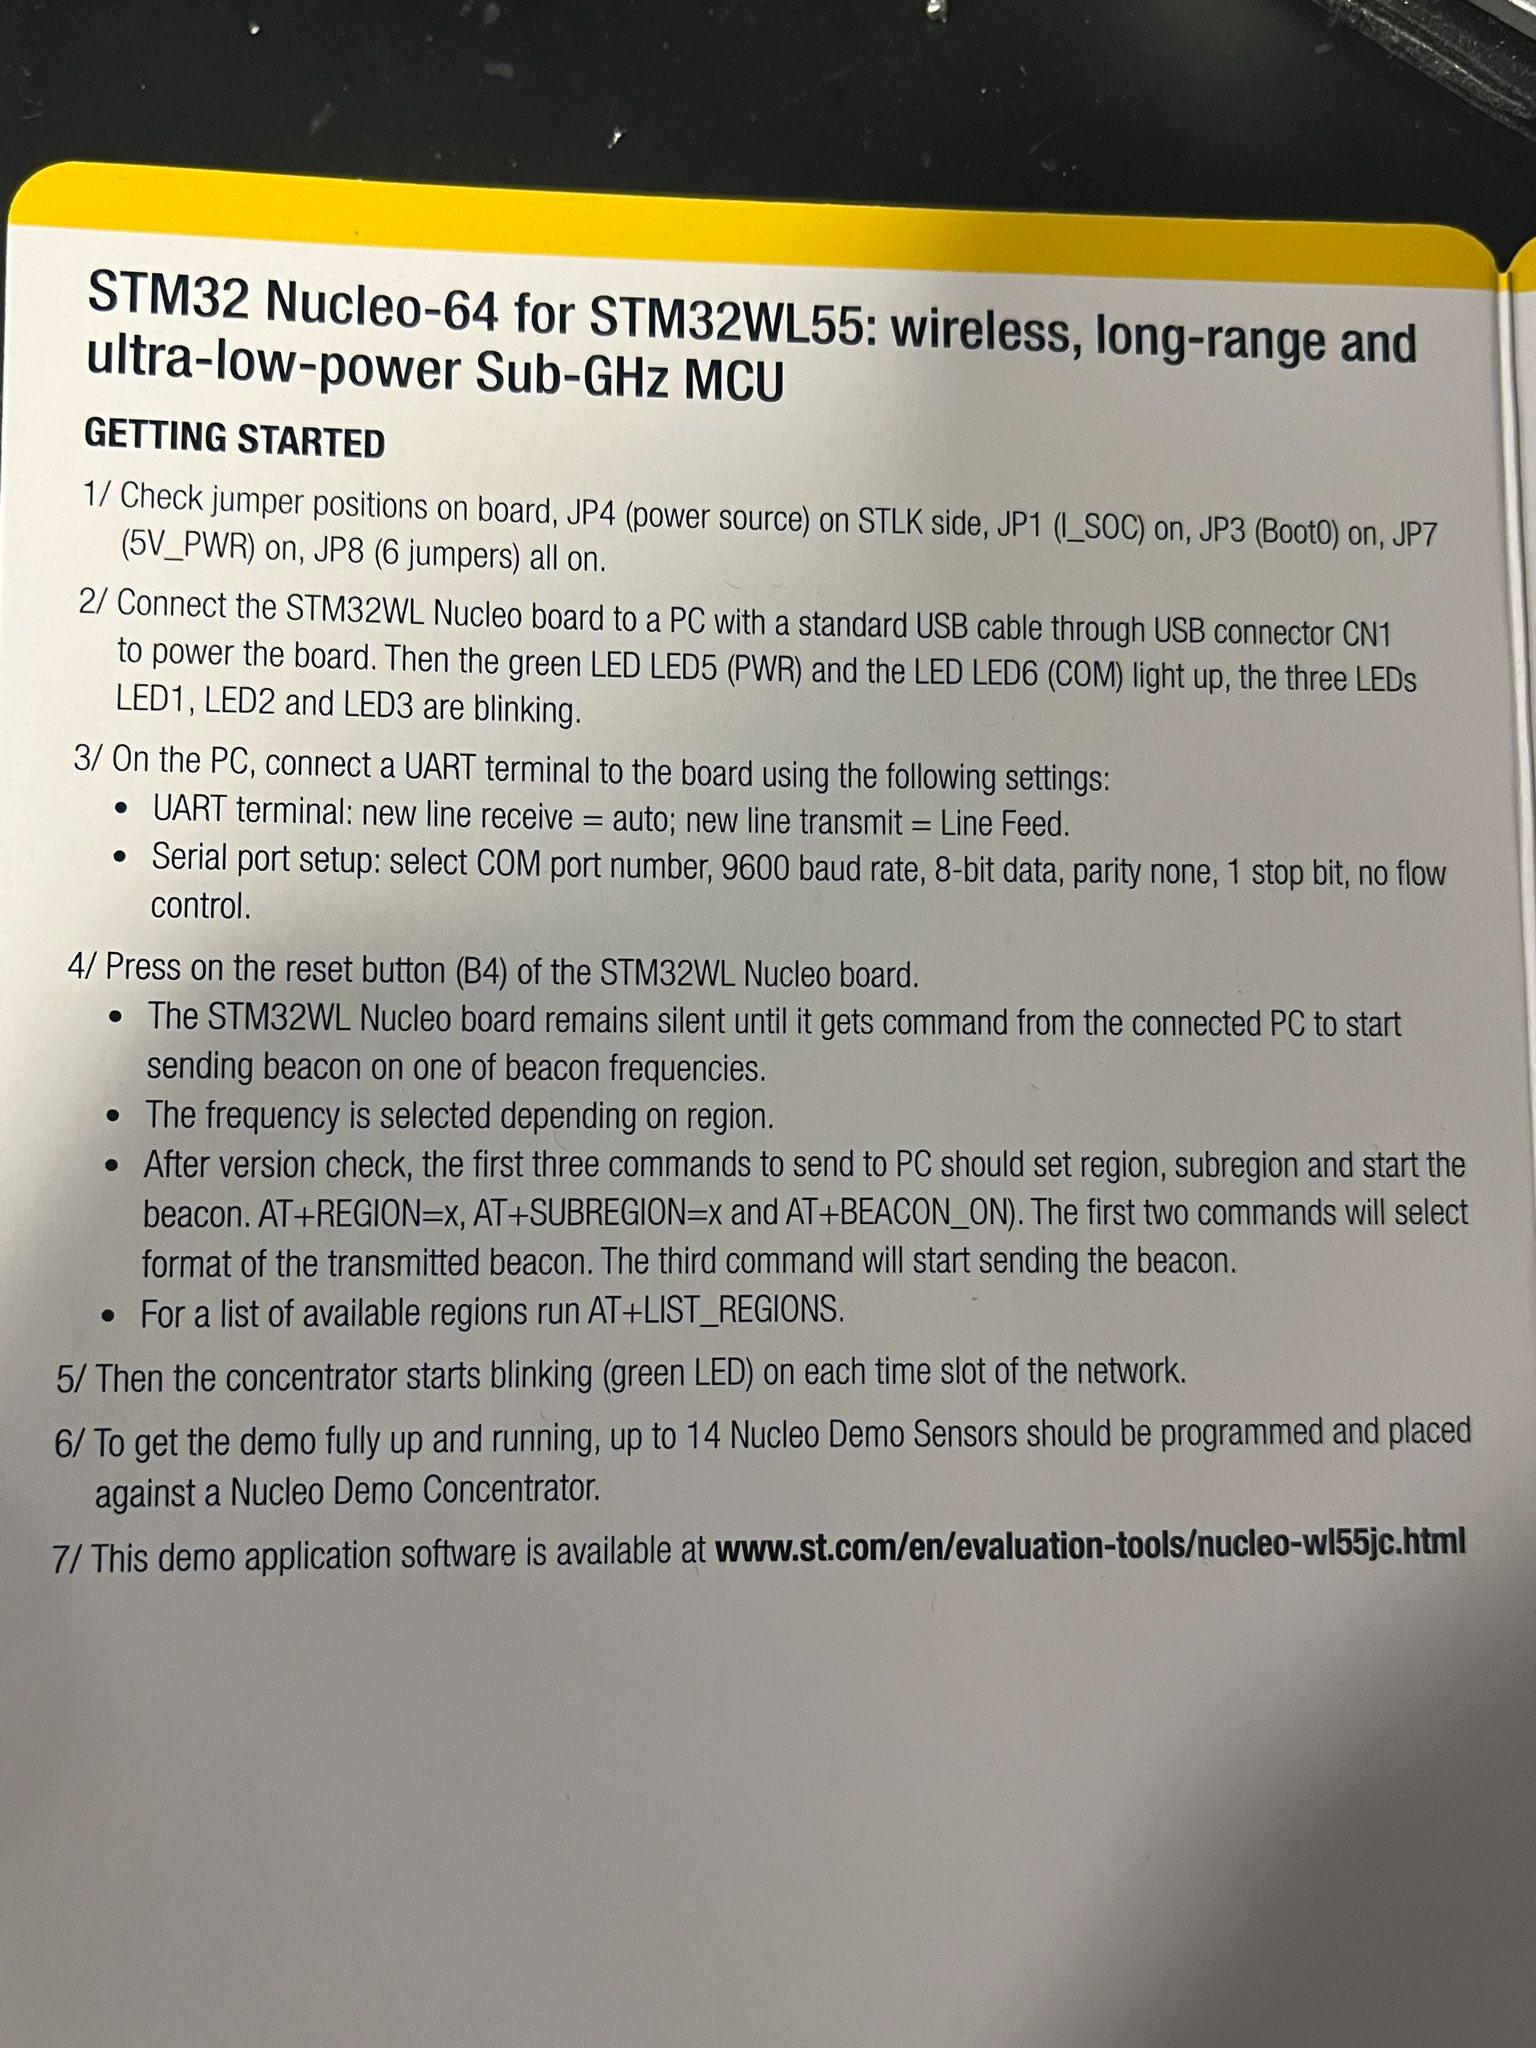 STM32 Nucleo-64 for STM32WL55: wireless, long-range and
ultra-low-power Sub-GHz MCU
GETTING STARTED
1/ Check jumper positions on board, JP4 (power source) on STLK side, JP1 (I_SOC) on, JP3 (Boot0) on, JP7
(5V_PWR) on, JP8 (6 jumpers) all on.
2/ Connect the STM32WL Nucleo board to a PC with a standard USB cable through USB connector CN1
to power the board. Then the green LED LED5 (PWR) and the LED LED6 (COM) light up, the three LEDs
LED1, LED2 and LED3 are blinking.
3/ On the PC, connect a UART terminal to the board using the following settings:
• UART terminal: new line receive = auto; new line transmit = Line Feed.
• Serial port setup: select COM port number, 9600 baud rate, 8-bit data, parity none, 1 stop bit, no flow
control.
4/ Press on the reset button (B4) of the STM32WL Nucleo board.
• The STM32WL Nucleo board remains silent until it gets command from the connected PC to start
sending beacon on one of beacon frequencies.
• The frequency is selected depending on region.
• After version check, the first three commands to send to PC should set region, subregion and start the
beacon. AT+REGION=x, AT+SUBREGION=x and AT+BEACON_ON). The first two commands will select
format of the transmitted beacon. The third command will start sending the beacon.
• For a list of available regions run AT+LIST_REGIONS.
5/ Then the concentrator starts blinking (green LED) on each time slot of the network.
6/ To get the demo fully up and running, up to 14 Nucleo Demo Sensors should be programmed and placed
against a Nucleo Demo Concentrator.
7/ This demo application software is available at www.st.com/en/evaluation-tools/nucleo-wl55jc.html